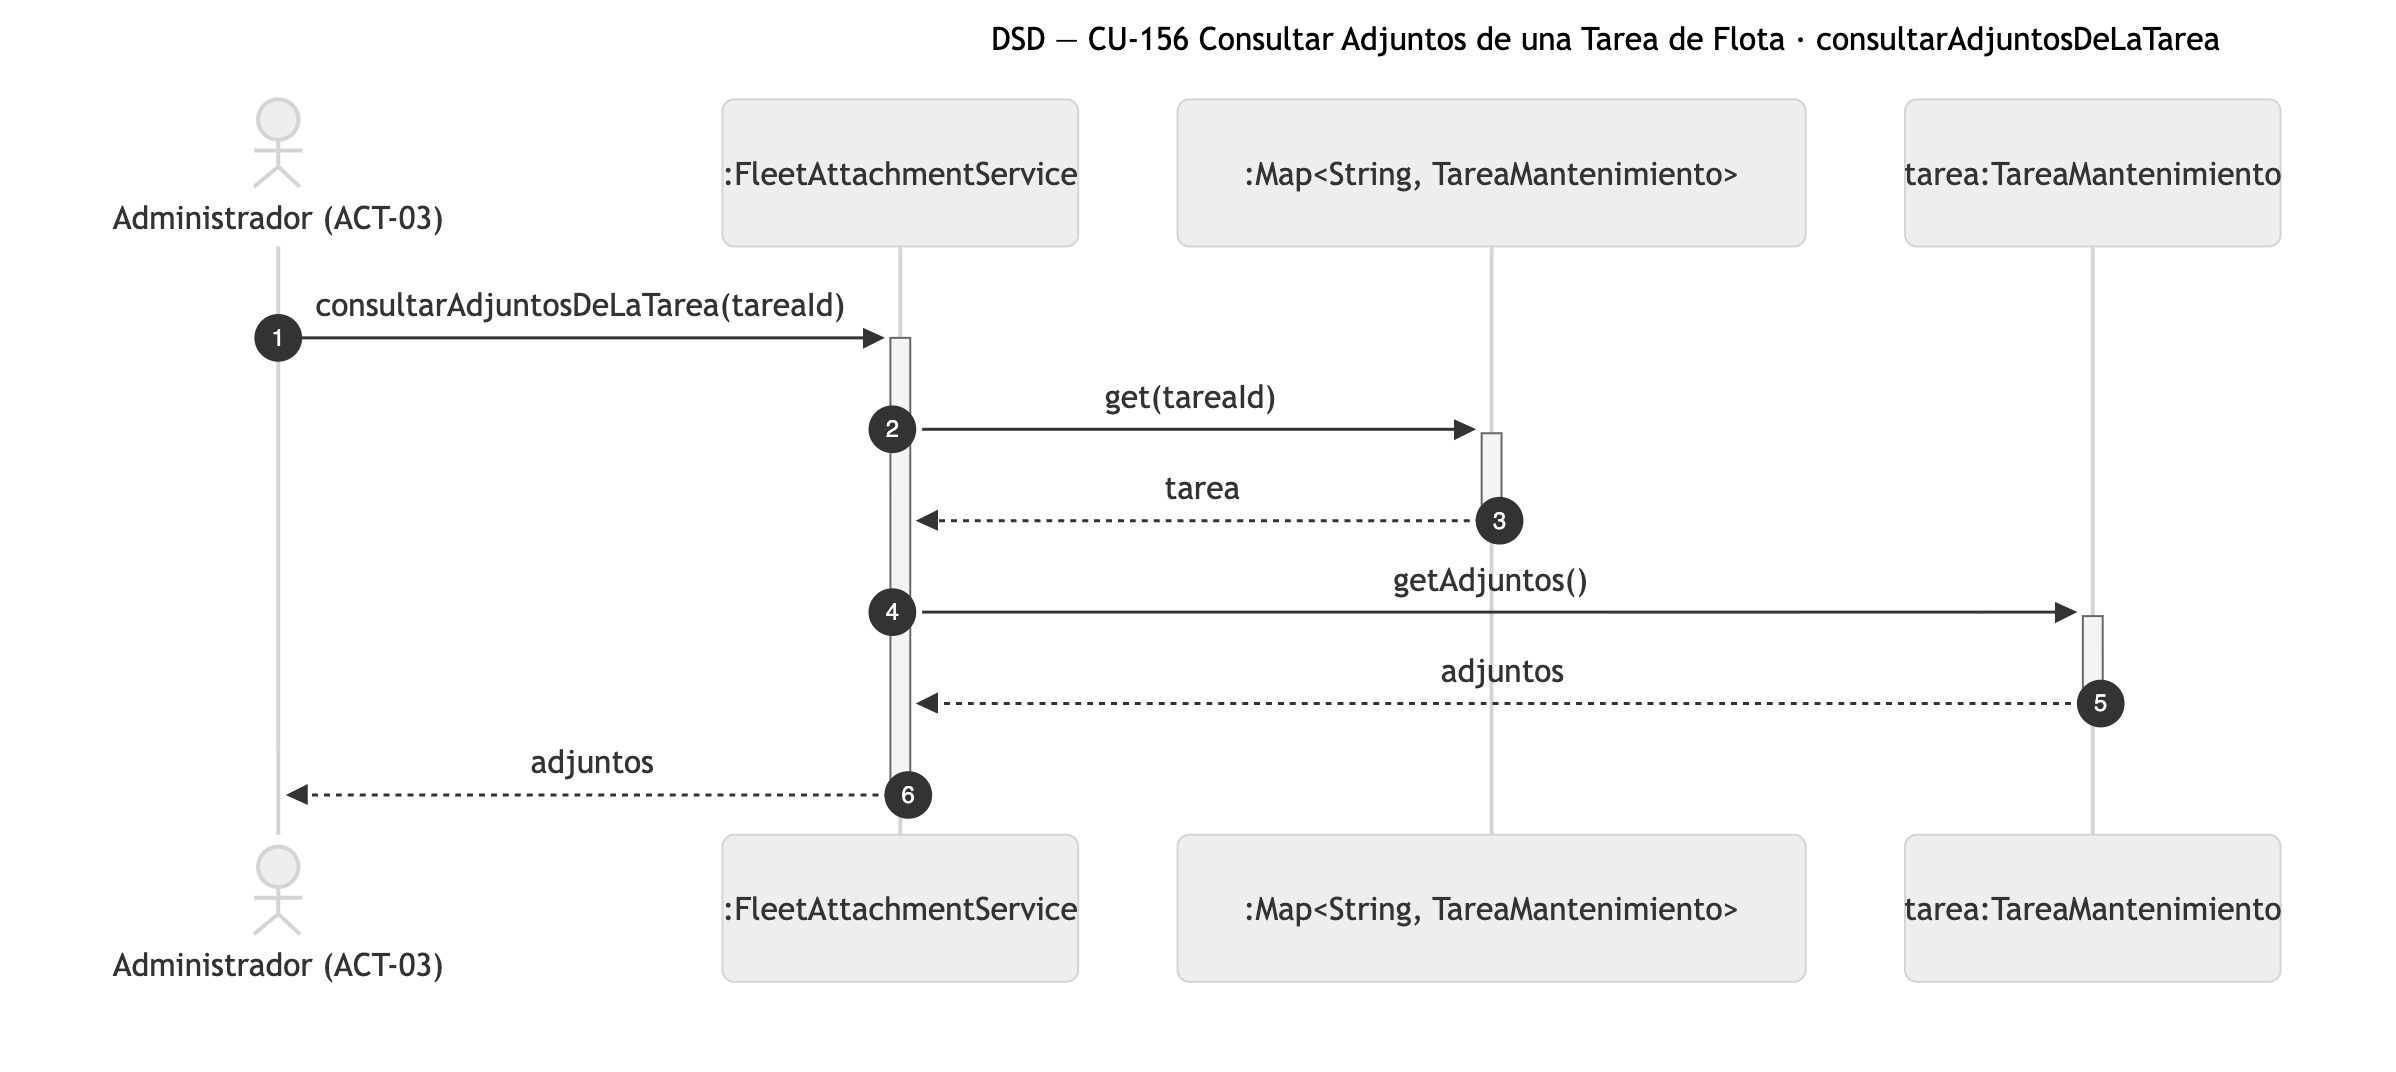 DSD — CU-156 Consultar Adjuntos de una Tarea de Flota · consultarAdjuntosDeLaTarea
Administrador (ACT-03)
:FleetAttachmentService
:Map<String, TareaMantenimiento>
tarea:TareaMantenimiento
consultarAdjuntosDeLaTarea(tareaId)
1
get(tareaId)
2
tarea
3
getAdjuntos()
4
adjuntos
5
adjuntos
6
Administrador (ACT-03)
:FleetAttachmentService
:Map<String, TareaMantenimiento>
tarea:TareaMantenimiento